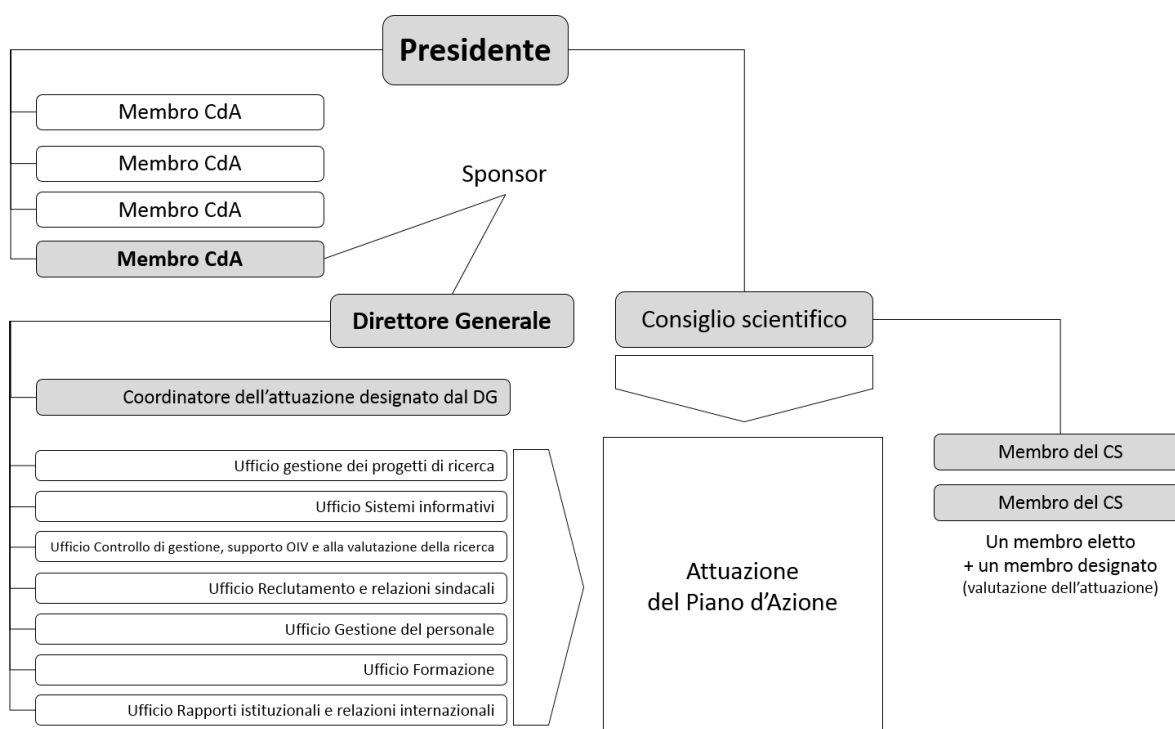 Presidente
Membro CdA
Membro CdA
Membro CdA
Membro CdA
Sponsor
Direttore Generale
Consiglio scientifico
Coordinatore dell'attuazione designato dal DG
Ufficio gestione dei progetti di ricerca
Ufficio Sistemi informativi
Ufficio Controllo di gestione, supporto OIV e alla valutazione della ricerca
Ufficio Reclutamento e relazioni sindacali
Ufficio Gestione del personale
Ufficio Formazione
Ufficio Rapporti istituzionali e relazioni internazionali
Attuazione
del Piano d'Azione
Membro del CS
Membro del CS
Un membro eletto
+ un membro designato
(valutazione dell'attuazione)